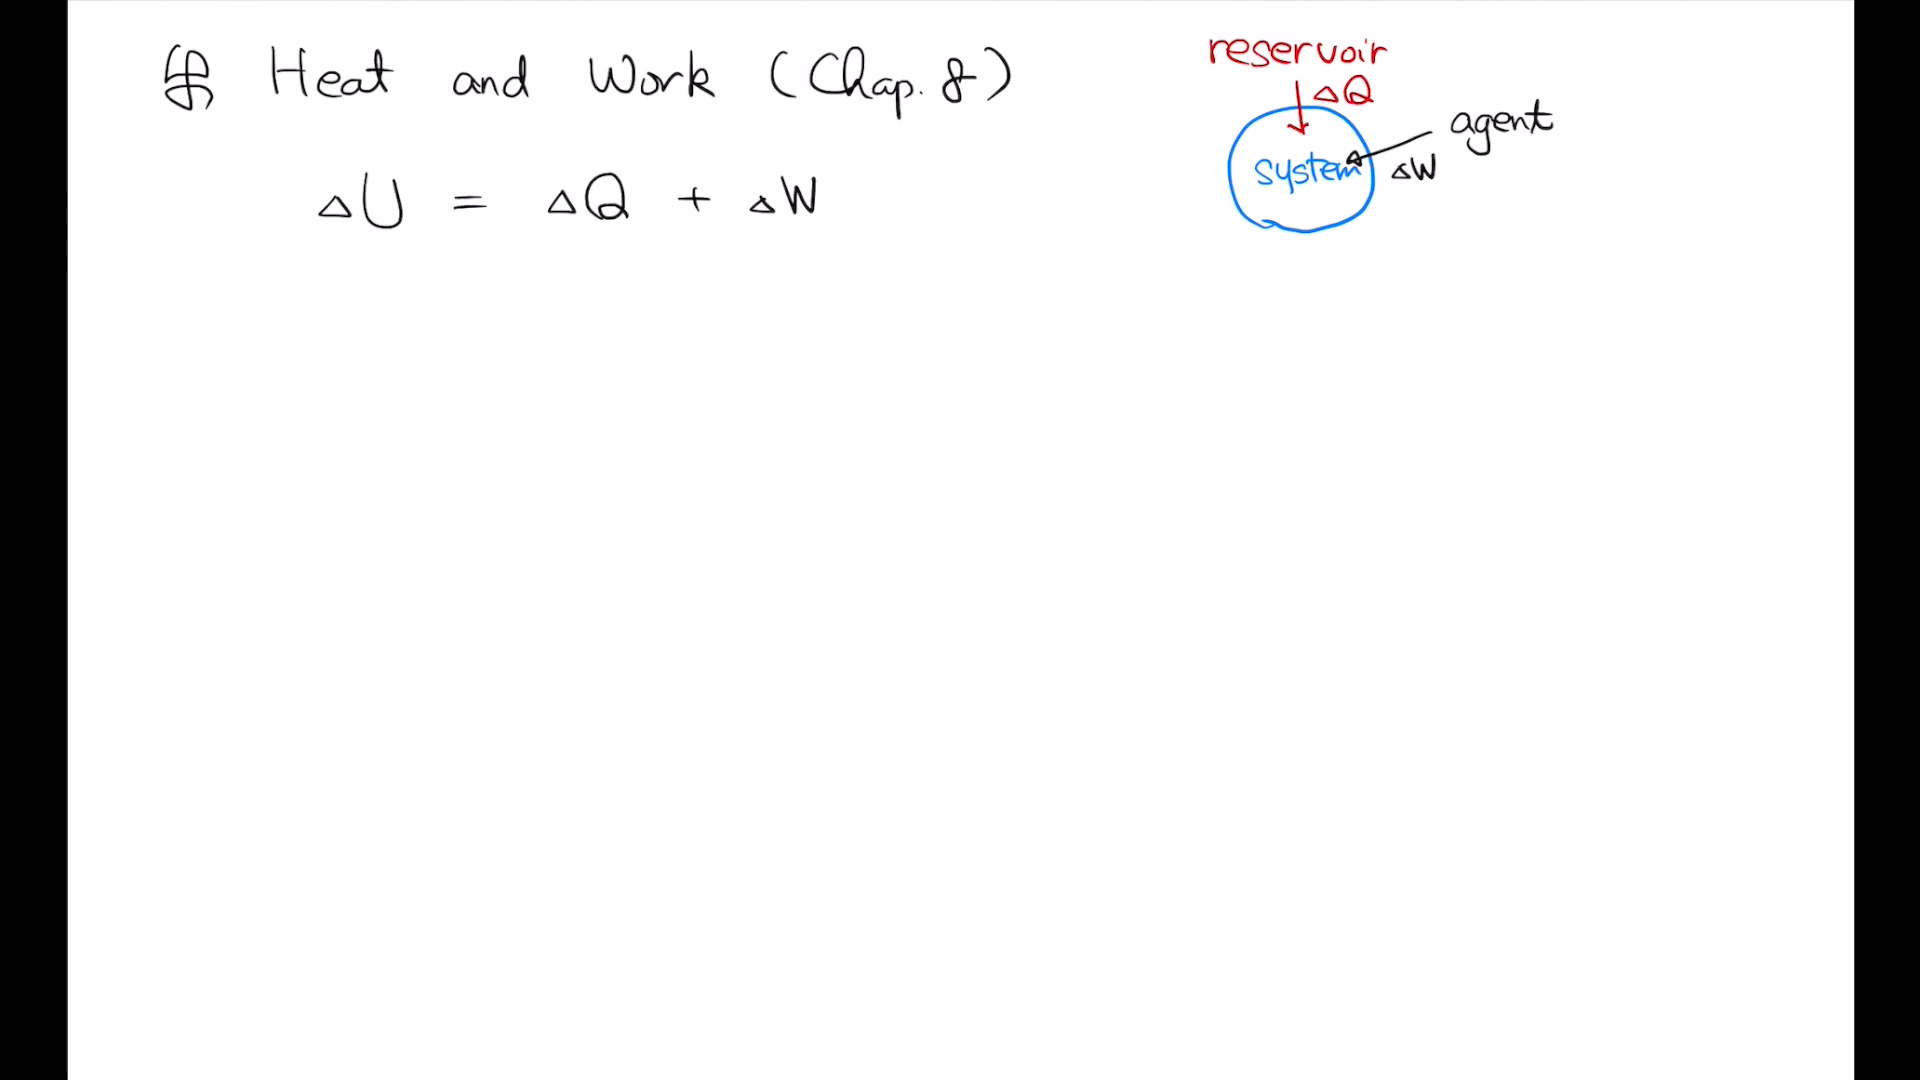 § Heat and Work (Chap. 8)
ΔU = ΔQ + ΔW
reservoir
ΔQ
agent
system
ΔW